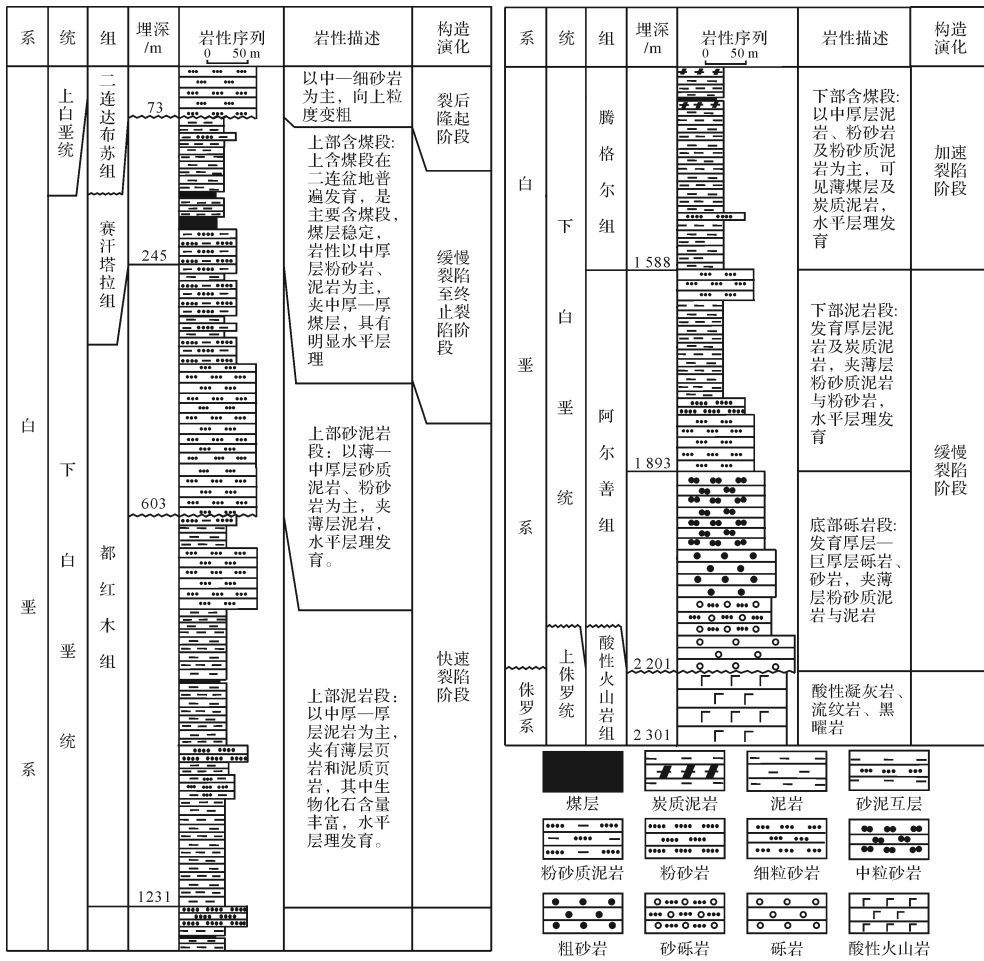 系
统
组
埋深
/m
岩性序列
0 50 m
岩性描述
构造
演化
白垩系
上白垩统
下白垩统
二连达布苏组
赛汗塔拉组
都红木组
73
245
603
1231
以中—细砂岩
为主，向上粒
度变粗
上部含煤段:
上含煤段在
二连盆地普
遍发育，是
主要含煤段,
煤层稳定，
岩性以中厚
层粉砂岩、
泥岩为主，
夹中厚—厚
煤层，具有
明显水平层
理
上部砂泥岩
段：以薄—
中厚层砂质
泥岩、粉砂
岩为主，夹
薄层泥岩，
水平层理发
育。
上部泥岩段:
以中厚—厚
层泥岩为主,
夹有薄层页
岩和泥质页
岩，其中生
物化石含量
丰富，水平
层理发育。
裂后
隆起
阶段
缓慢
裂陷
至终
止裂
陷阶
段
快速
裂陷
阶段
系
统
组
埋深
/m
岩性序列
0 50 m
岩性描述
构造
演化
白垩系
侏罗系
下白垩统
上侏罗统
腾格尔组
阿尔善组
酸性火山岩组
1 588
1 893
2 201
2 301
下部含煤段:
以中厚层泥
岩、粉砂岩
及粉砂质泥
岩为主，可
见薄煤层及
炭质泥岩，
水平层理发
育
下部泥岩段:
发育厚层泥
岩及炭质泥
岩，夹薄层
粉砂质泥岩
与粉砂岩，
水平层理发
育
底部砾岩段:
发育厚层—
巨厚层砾岩、
砂岩，夹薄
层粉砂质泥
岩与泥岩
酸性凝灰岩、
流纹岩、黑
曜岩
加速
裂陷
阶段
缓慢
裂陷
阶段
煤层
炭质泥岩
泥岩
砂泥互层
粉砂质泥岩
粉砂岩
细粒砂岩
中粒砂岩
粗砂岩
砂砾岩
砾岩
酸性火山岩